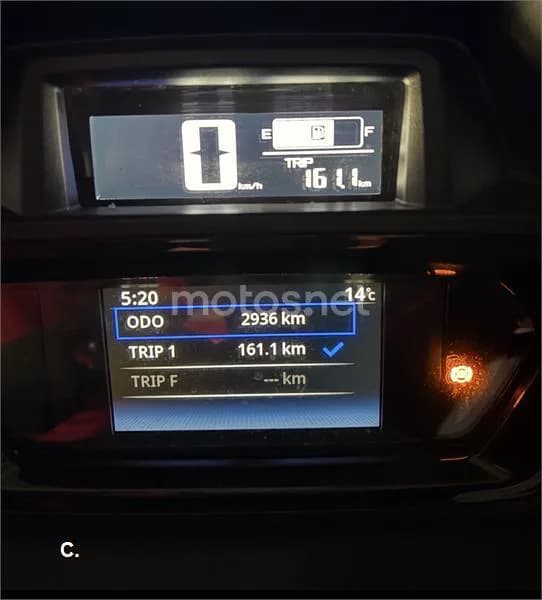 0 km/h
E F
TRIP
161.1 km
5:20 14°C
motos.net
ODO 2936 km
TRIP 1 161.1 km
TRIP F --- km
C.